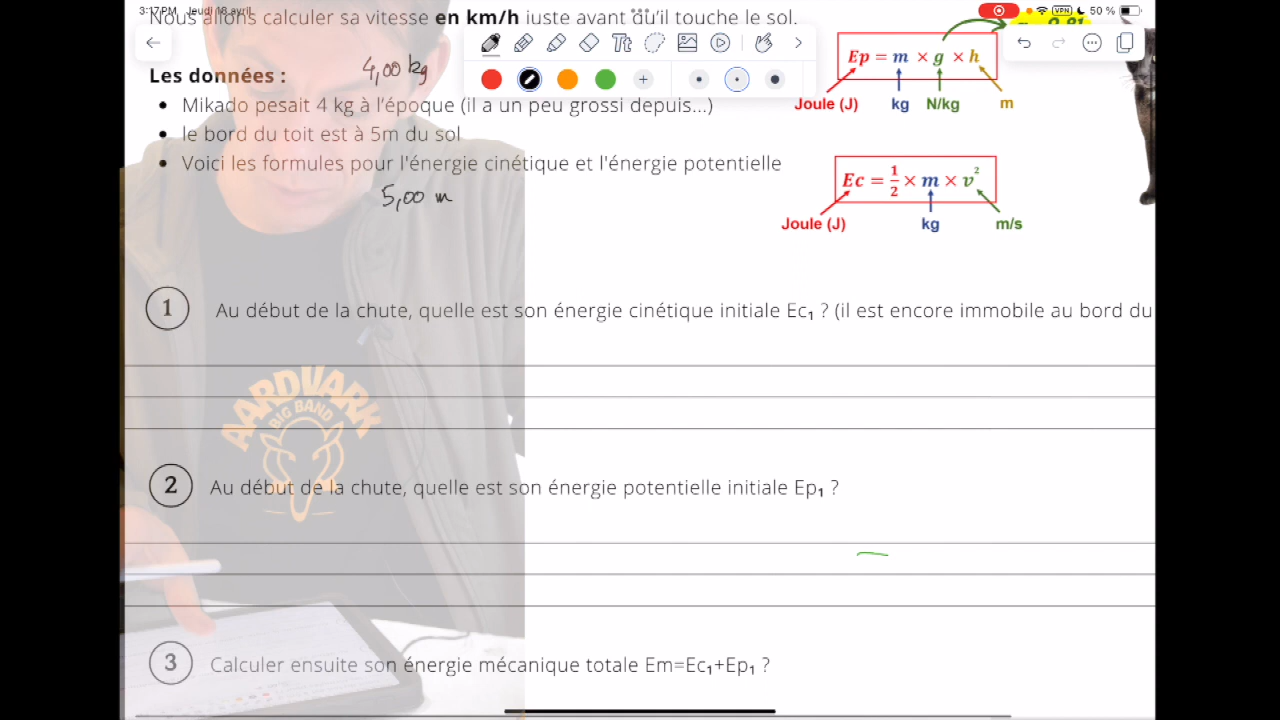 3:17 PM Jeudi 18 avril
50 %
VPN
Nous allons calculer sa vitesse en km/h juste avant qu'il touche le sol.
Les données :
4,00 kg
• Mikado pesait 4 kg à l'époque (il a un peu grossi depuis...)
• le bord du toit est à 5m du sol
• Voici les formules pour l'énergie cinétique et l'énergie potentielle
5,00 m
Ep = m × g × h
Joule (J) kg N/kg m
Ec = 1/2 × m × v²
Joule (J) kg m/s
1 Au début de la chute, quelle est son énergie cinétique initiale Ec₁ ? (il est encore immobile au bord du
AARDVARK
BIG BAND
2 Au début de la chute, quelle est son énergie potentielle initiale Ep₁ ?
3 Calculer ensuite son énergie mécanique totale Em=Ec₁+Ep₁ ?